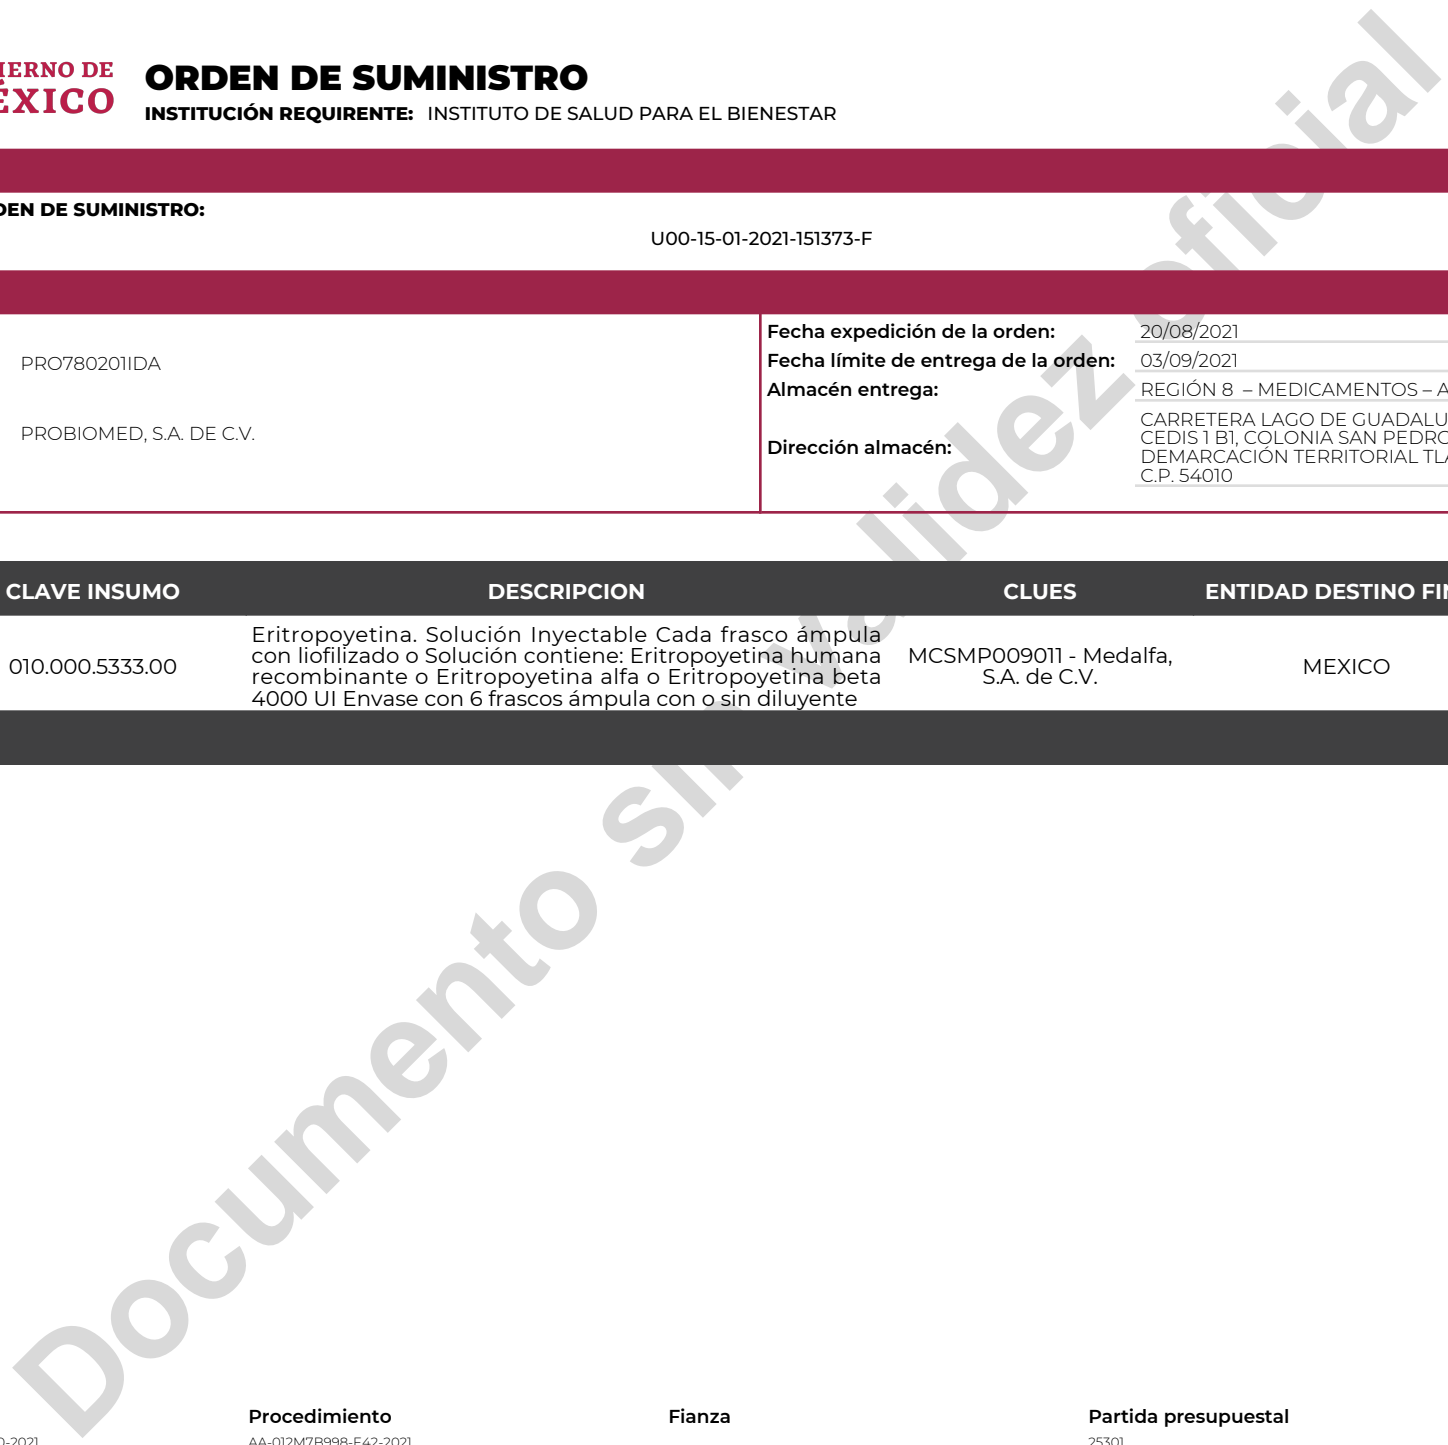 IERNO DE
ÉXICO
ORDEN DE SUMINISTRO
INSTITUCIÓN REQUIRENTE: INSTITUTO DE SALUD PARA EL BIENESTAR
DEN DE SUMINISTRO:
U00-15-01-2021-151373-F
PRO780201IDA
PROBIOMED, S.A. DE C.V.
Fecha expedición de la orden: 20/08/2021
Fecha límite de entrega de la orden: 03/09/2021
Almacén entrega: REGIÓN 8 – MEDICAMENTOS – A
Dirección almacén:
CARRETERA LAGO DE GUADALU
CEDIS 1 B1, COLONIA SAN PEDRO
DEMARCACIÓN TERRITORIAL TLA
C.P. 54010
CLAVE INSUMO DESCRIPCION CLUES ENTIDAD DESTINO FIN
010.000.5333.00
Eritropoyetina. Solución Inyectable Cada frasco ámpula
con liofilizado o Solución contiene: Eritropoyetina humana
recombinante o Eritropoyetina alfa o Eritropoyetina beta
4000 UI Envase con 6 frascos ámpula con o sin diluyente
MCSMP009011 - Medalfa,
S.A. de C.V.
MEXICO
Documento sin validez oficial
Procedimiento Fianza Partida presupuestal
0-2021 AA-012M7B998-E42-2021 25301